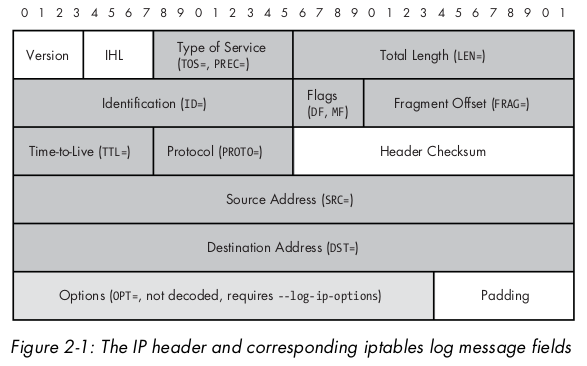 0 1 2 3 4 5 6 7 8 9 0 1 2 3 4 5 6 7 8 9 0 1 2 3 4 5 6 7 8 9 0 1
Version
IHL
Type of Service
(TOS=, PREC=)
Total Length (LEN=)
Identification (ID=)
Flags
(DF, MF)
Fragment Offset (FRAG=)
Time-to-Live (TTL=)
Protocol (PROTO=)
Header Checksum
Source Address (SRC=)
Destination Address (DST=)
Options (OPT=, not decoded, requires --log-ip-options)
Padding
Figure 2-1: The IP header and corresponding iptables log message fields